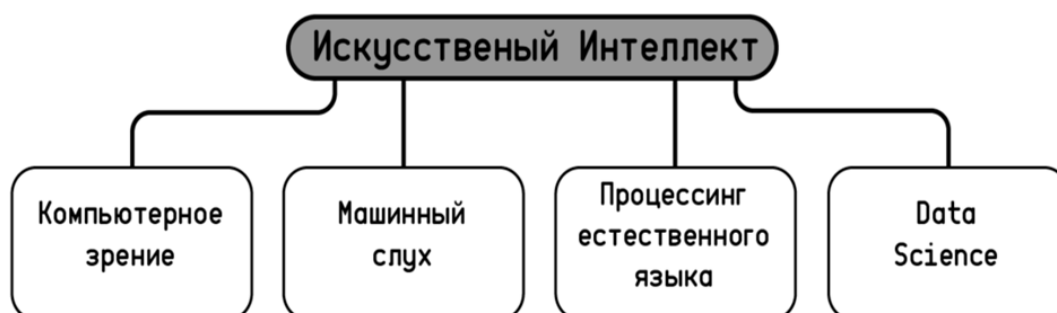 Искусственый Интеллект
Компьютерное
зрение
Машинный
слух
Процессинг
естественного
языка
Data
Science